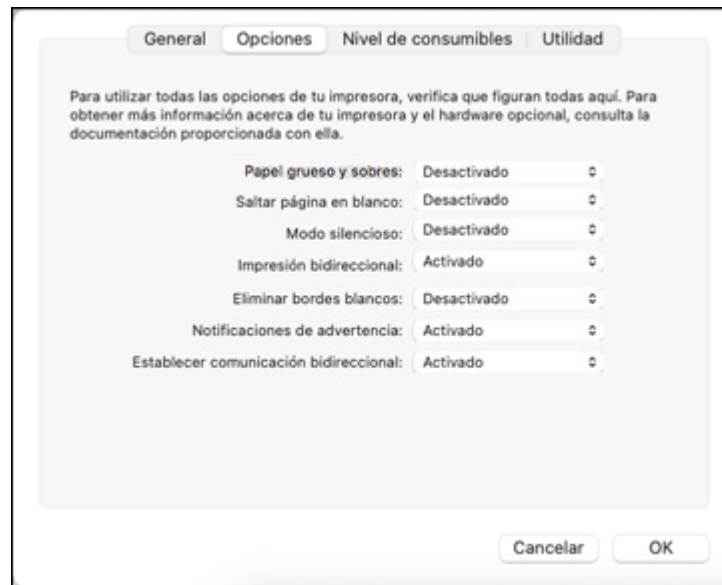 General Opciones Nivel de consumibles Utilidad
Para utilizar todas las opciones de tu impresora, verifica que figuran todas aquí. Para
obtener más información acerca de tu impresora y el hardware opcional, consulta la
documentación proporcionada con ella.
Papel grueso y sobres: Desactivado
Saltar página en blanco: Desactivado
Modo silencioso: Desactivado
Impresión bidireccional: Activado
Eliminar bordes blancos: Desactivado
Notificaciones de advertencia: Activado
Establecer comunicación bidireccional: Activado
Cancelar OK